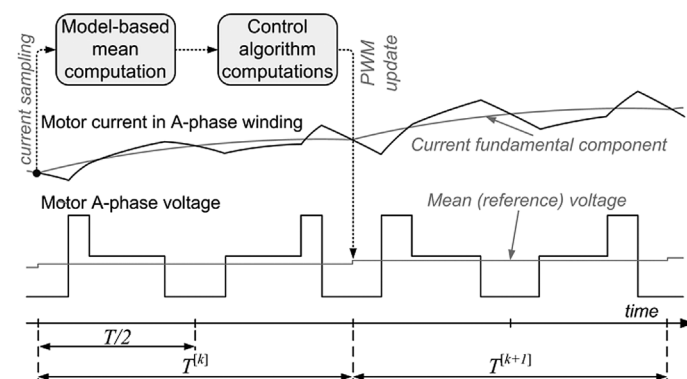 Model-based
mean
computation
Control
algorithm
computations
current sampling
PWM
update
Motor current in A-phase winding
Current fundamental component
Motor A-phase voltage
Mean (reference) voltage
time
T/2
T[k]
T[k+1]